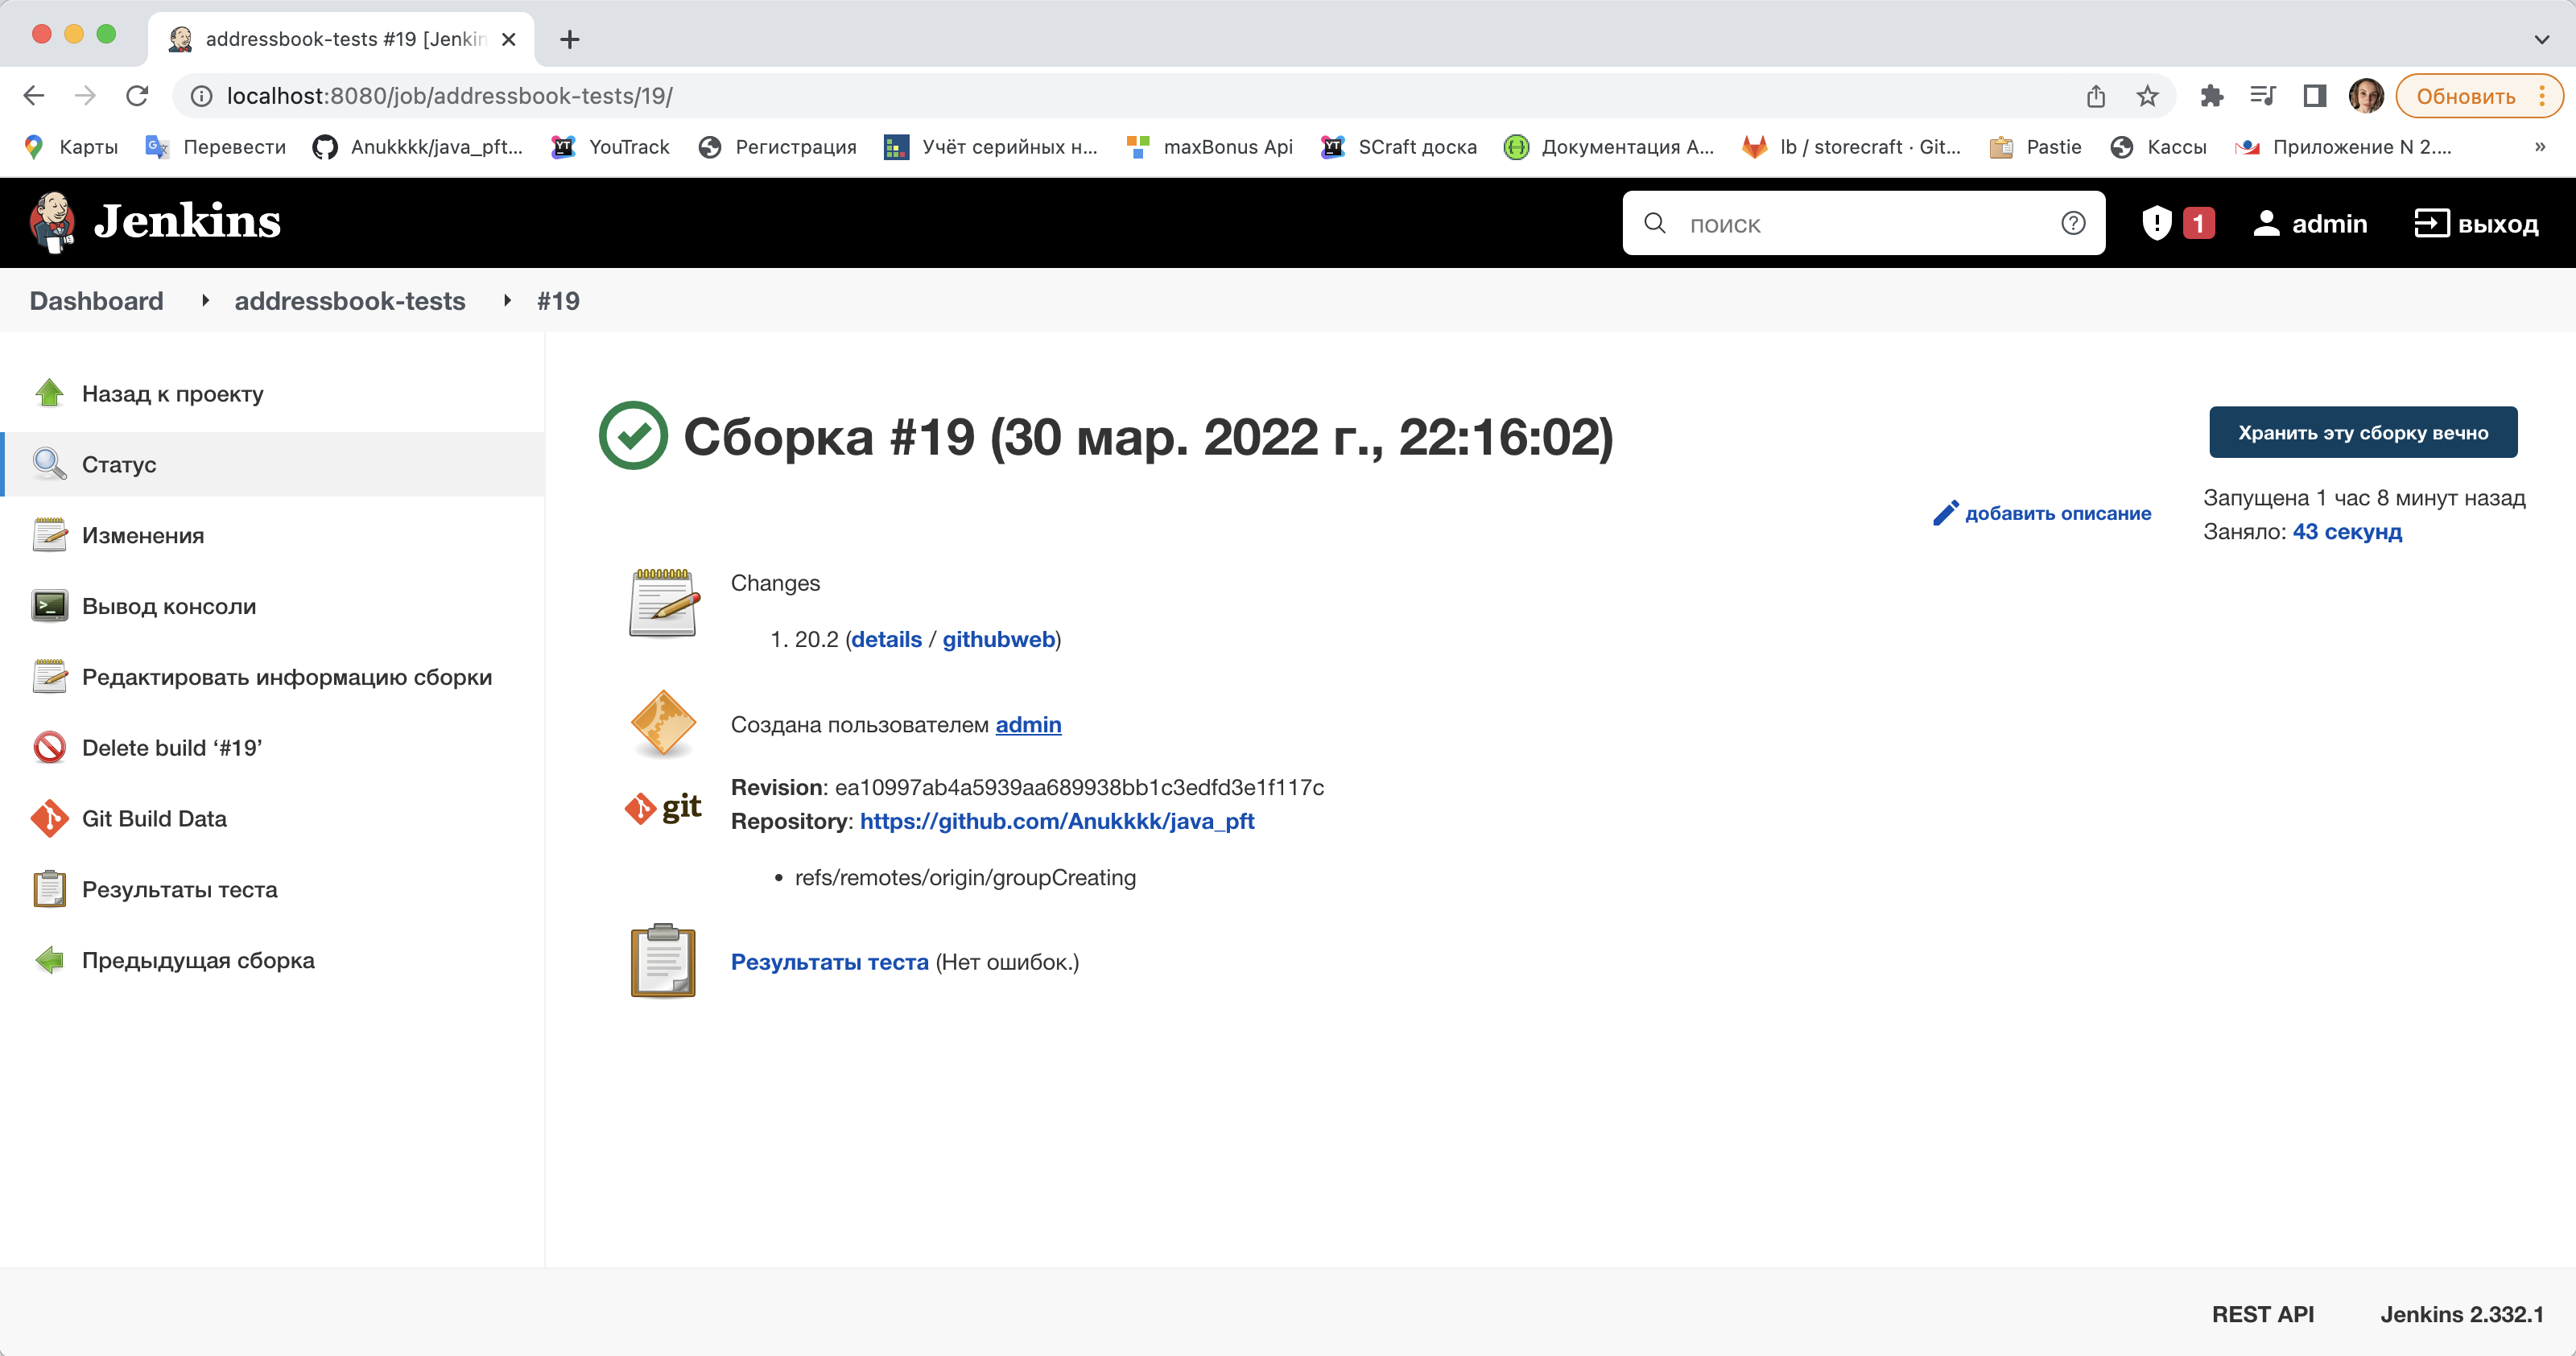 addressbook-tests #19 [Jenkin
localhost:8080/job/addressbook-tests/19/
Обновить
Карты
Перевести
Anukkkk/java_pft...
YouTrack
Регистрация
Учёт серийных н...
maxBonus Api
SCraft доска
Документация А...
lb / storecraft · Git...
Pastie
Кассы
Приложение N 2....
»
Jenkins
поиск
1
admin
выход
Dashboard
addressbook-tests
#19
Назад к проекту
Статус
Изменения
Вывод консоли
Редактировать информацию сборки
Delete build ‘#19’
Git Build Data
Результаты теста
Предыдущая сборка
Сборка #19 (30 мар. 2022 г., 22:16:02)
Хранить эту сборку вечно
добавить описание
Запущена 1 час 8 минут назад
Заняло: 43 секунд
Changes
1. 20.2 (details / githubweb)
Создана пользователем admin
git
Revision: ea10997ab4a5939aa689938bb1c3edfd3e1f117c
Repository: https://github.com/Anukkkk/java_pft
• refs/remotes/origin/groupCreating
Результаты теста (Нет ошибок.)
REST API
Jenkins 2.332.1